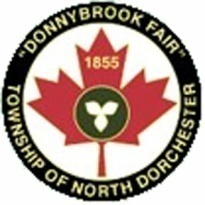 "DONNYBROOK FAIR"
1855
TOWNSHIP OF NORTH DORCHESTER